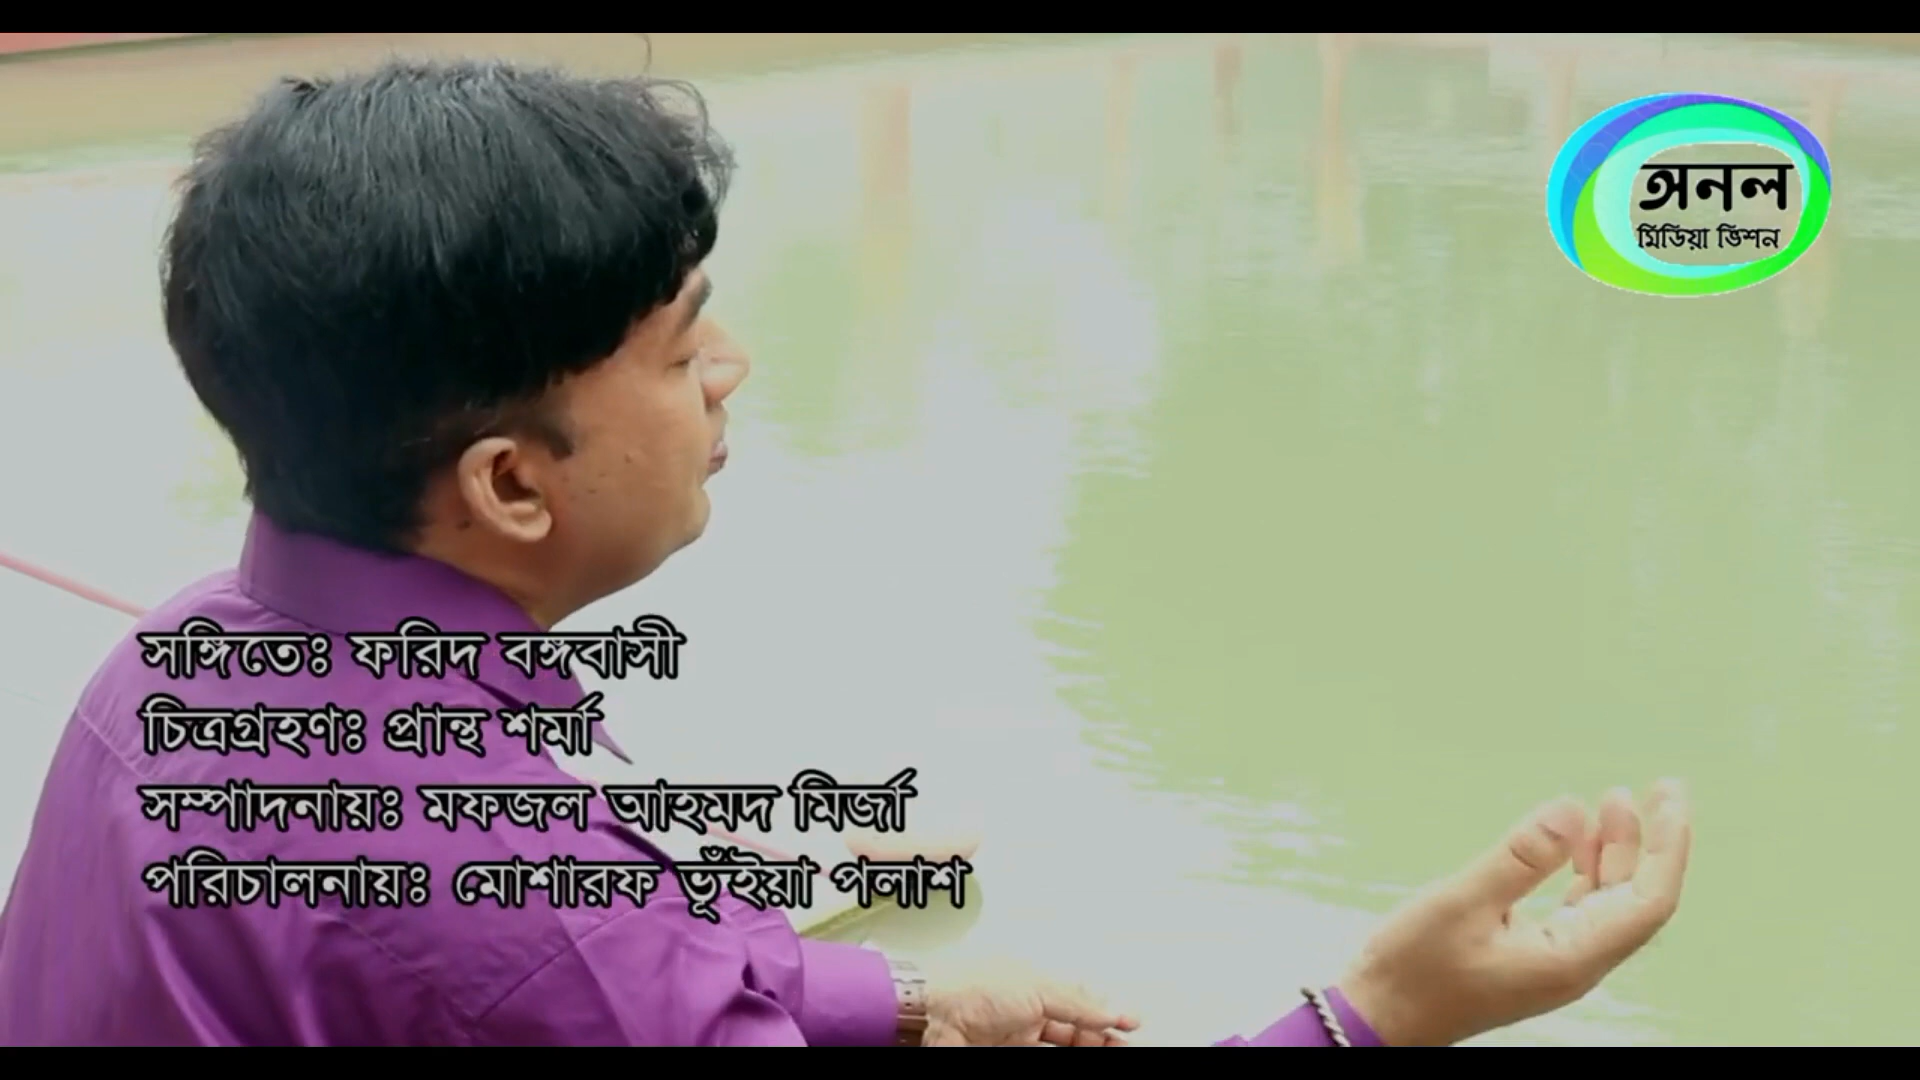 অনল
মিডিয়া ভিশন
সঙ্গিতেঃ ফরিদ বঙ্গবাসী
চিত্রগ্রহণঃ প্রান্থ শর্মা
সম্পাদনায়ঃ মফজল আহমদ মির্জা
পরিচালনায়ঃ মোশারফ ভূঁইয়া পলাশ